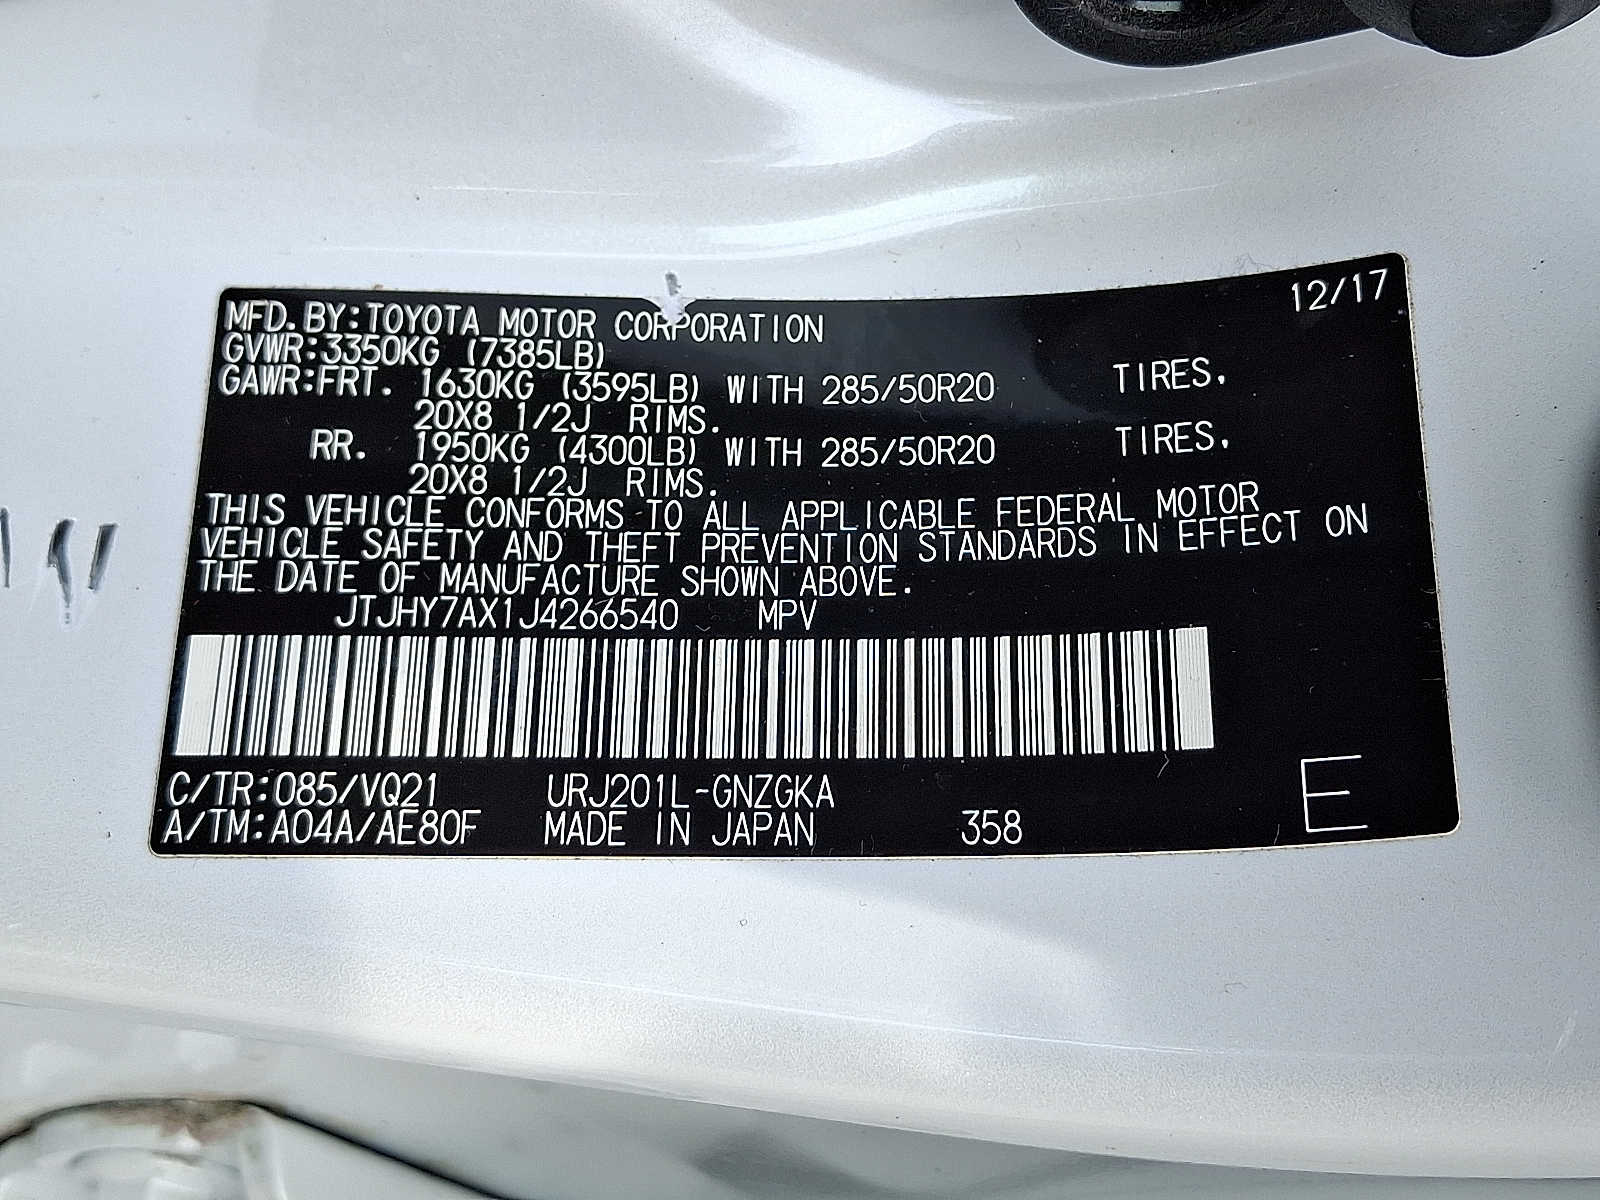 12/17
MFD. BY: TOYOTA MOTOR CORPORATION
GVWR: 3350KG (7385LB)
GAWR: FRT. 1630KG (3595LB) WITH 285/50R20 TIRES.
20X8 1/2J RIMS.
RR. 1950KG (4300LB) WITH 285/50R20 TIRES.
20X8 1/2J RIMS.
THIS VEHICLE CONFORMS TO ALL APPLICABLE FEDERAL MOTOR
VEHICLE SAFETY AND THEFT PREVENTION STANDARDS IN EFFECT ON
THE DATE OF MANUFACTURE SHOWN ABOVE.
JTJHY7AX1J4266540 MPV
C/TR: 085/VQ21 URJ201L-GNZGKA
A/TM: A04A/AE80F MADE IN JAPAN 358 E